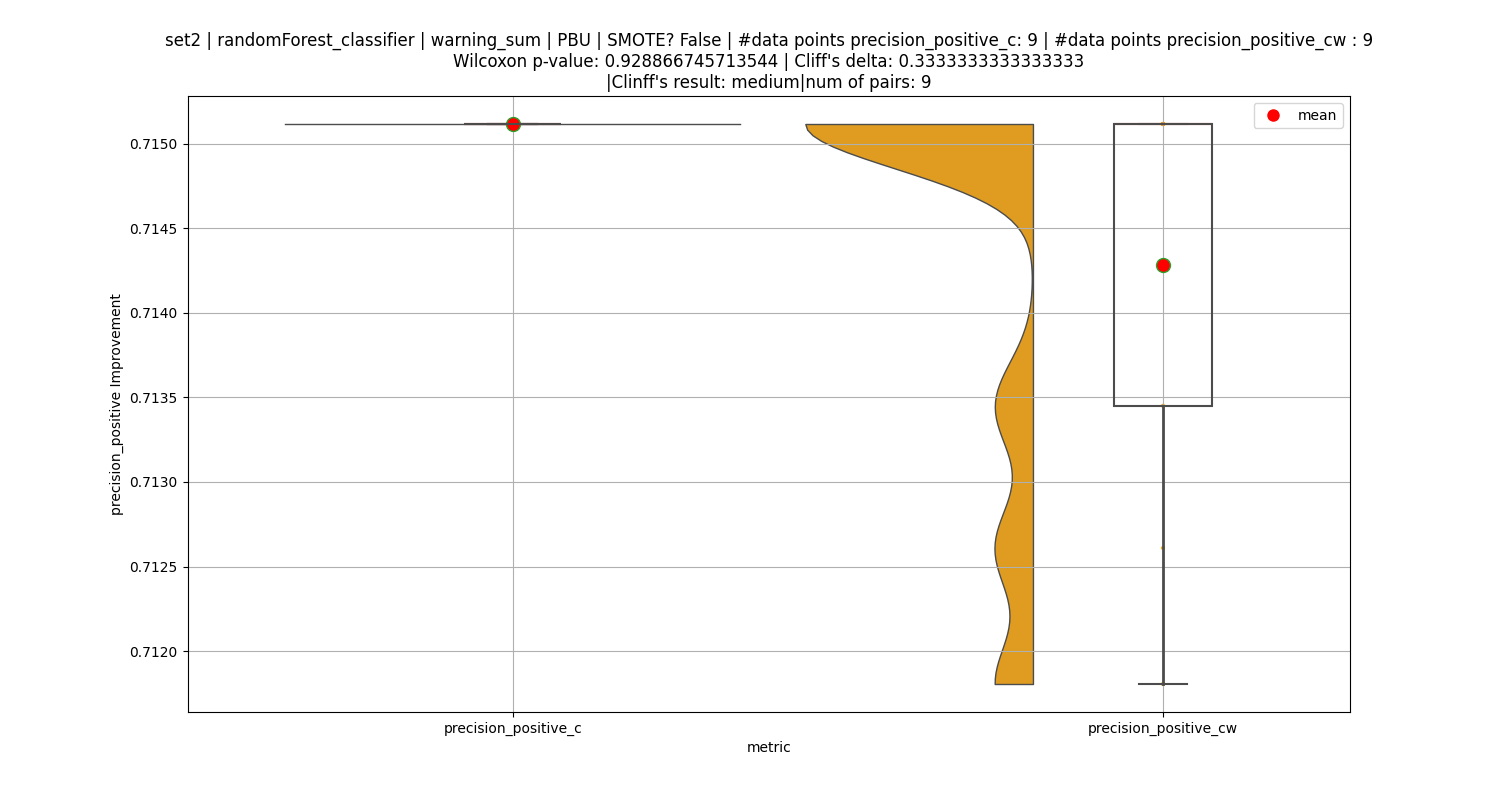 set2 | randomForest_classifier | warning_sum | PBU | SMOTE? False | #data points precision_positive_c: 9 | #data points precision_positive_cw : 9
Wilcoxon p-value: 0.928866745713544 | Cliff's delta: 0.3333333333333333
|Clinff's result: medium|num of pairs: 9
mean
0.7150
0.7145
0.7140
0.7135
0.7130
0.7125
0.7120
precision_positive Improvement
precision_positive_c
precision_positive_cw
metric